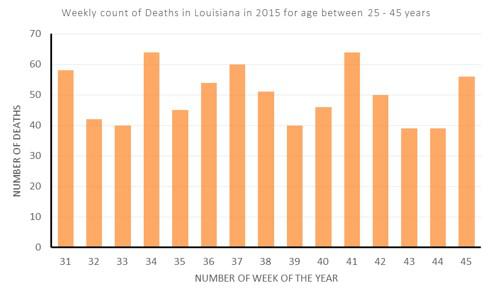 Weekly count of Deaths in Louisiana in 2015 for age between 25 - 45 years
NUMBER OF DEATHS
70
60
50
40
30
20
10
0
31 32 33 34 35 36 37 38 39 40 41 42 43 44 45
NUMBER OF WEEK OF THE YEAR